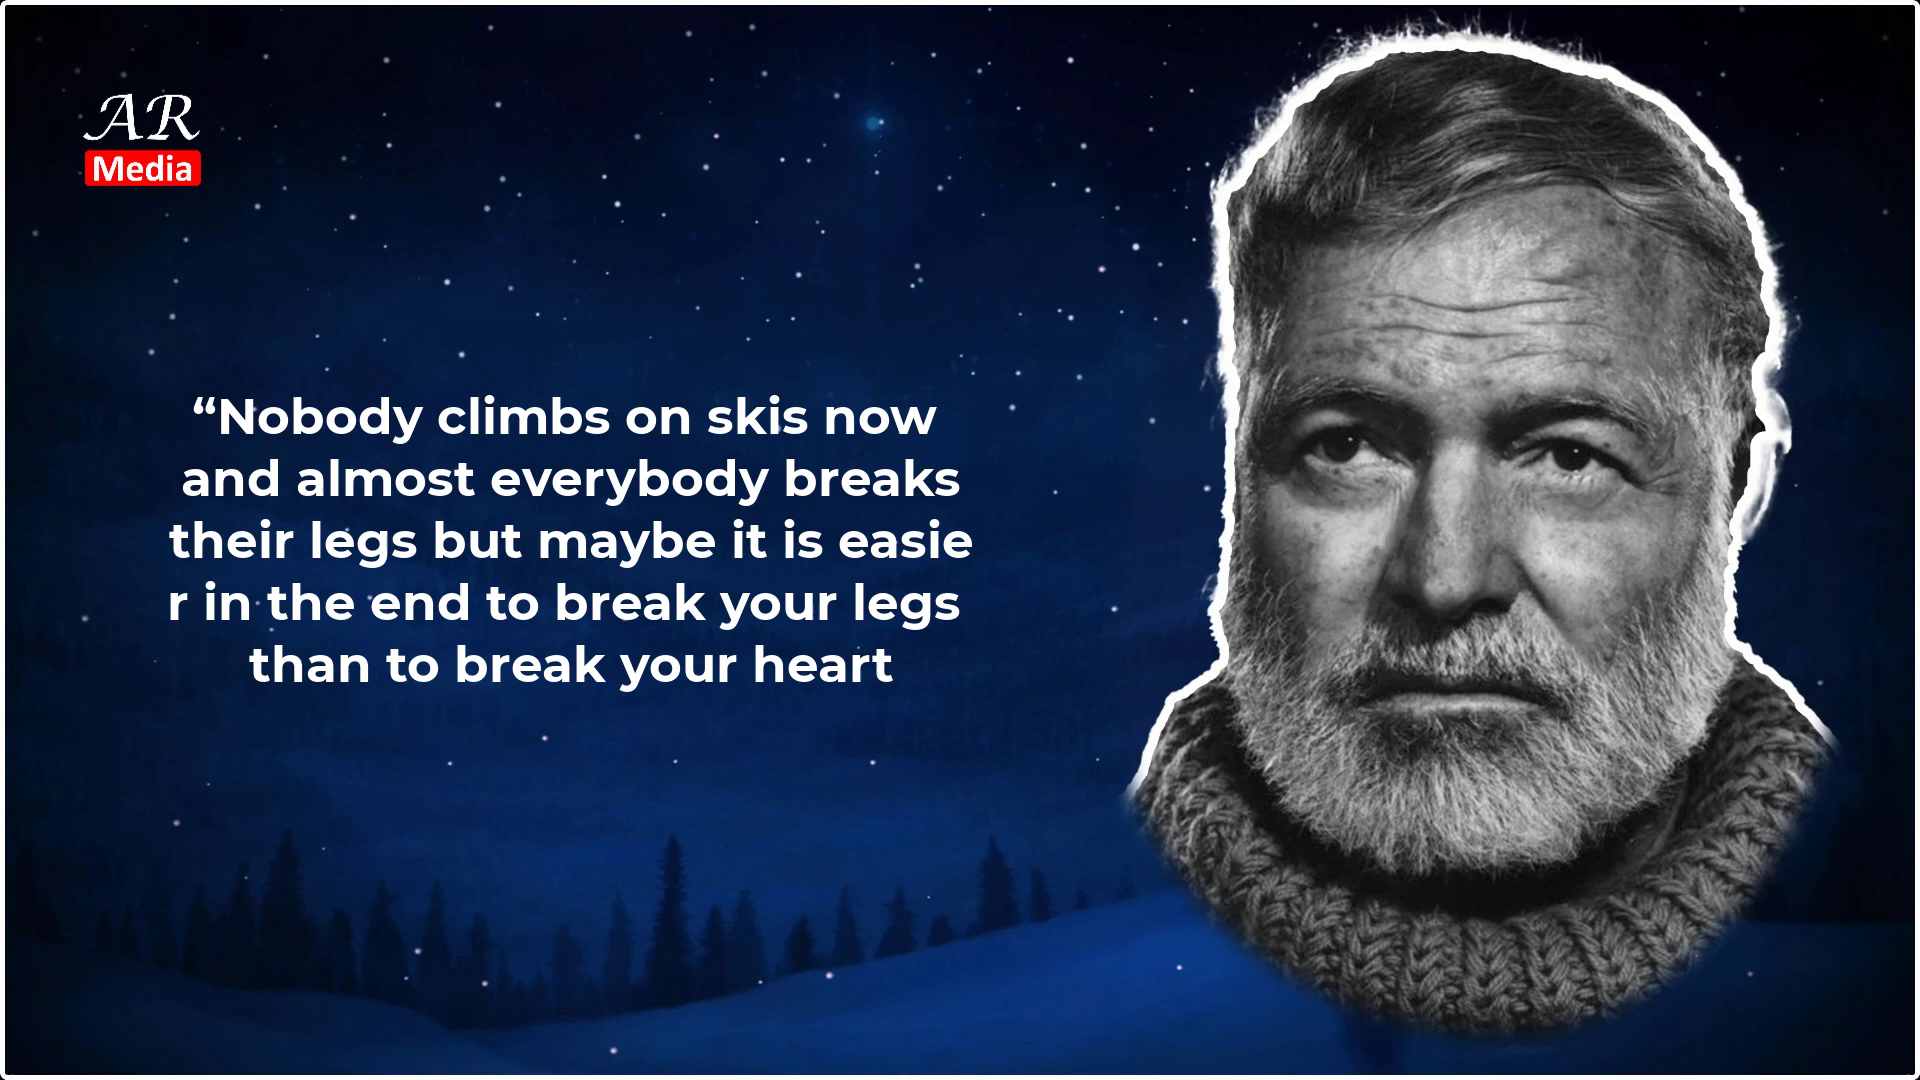 AR
Media
“Nobody climbs on skis now
and almost everybody breaks
their legs but maybe it is easie
r in the end to break your legs
than to break your heart